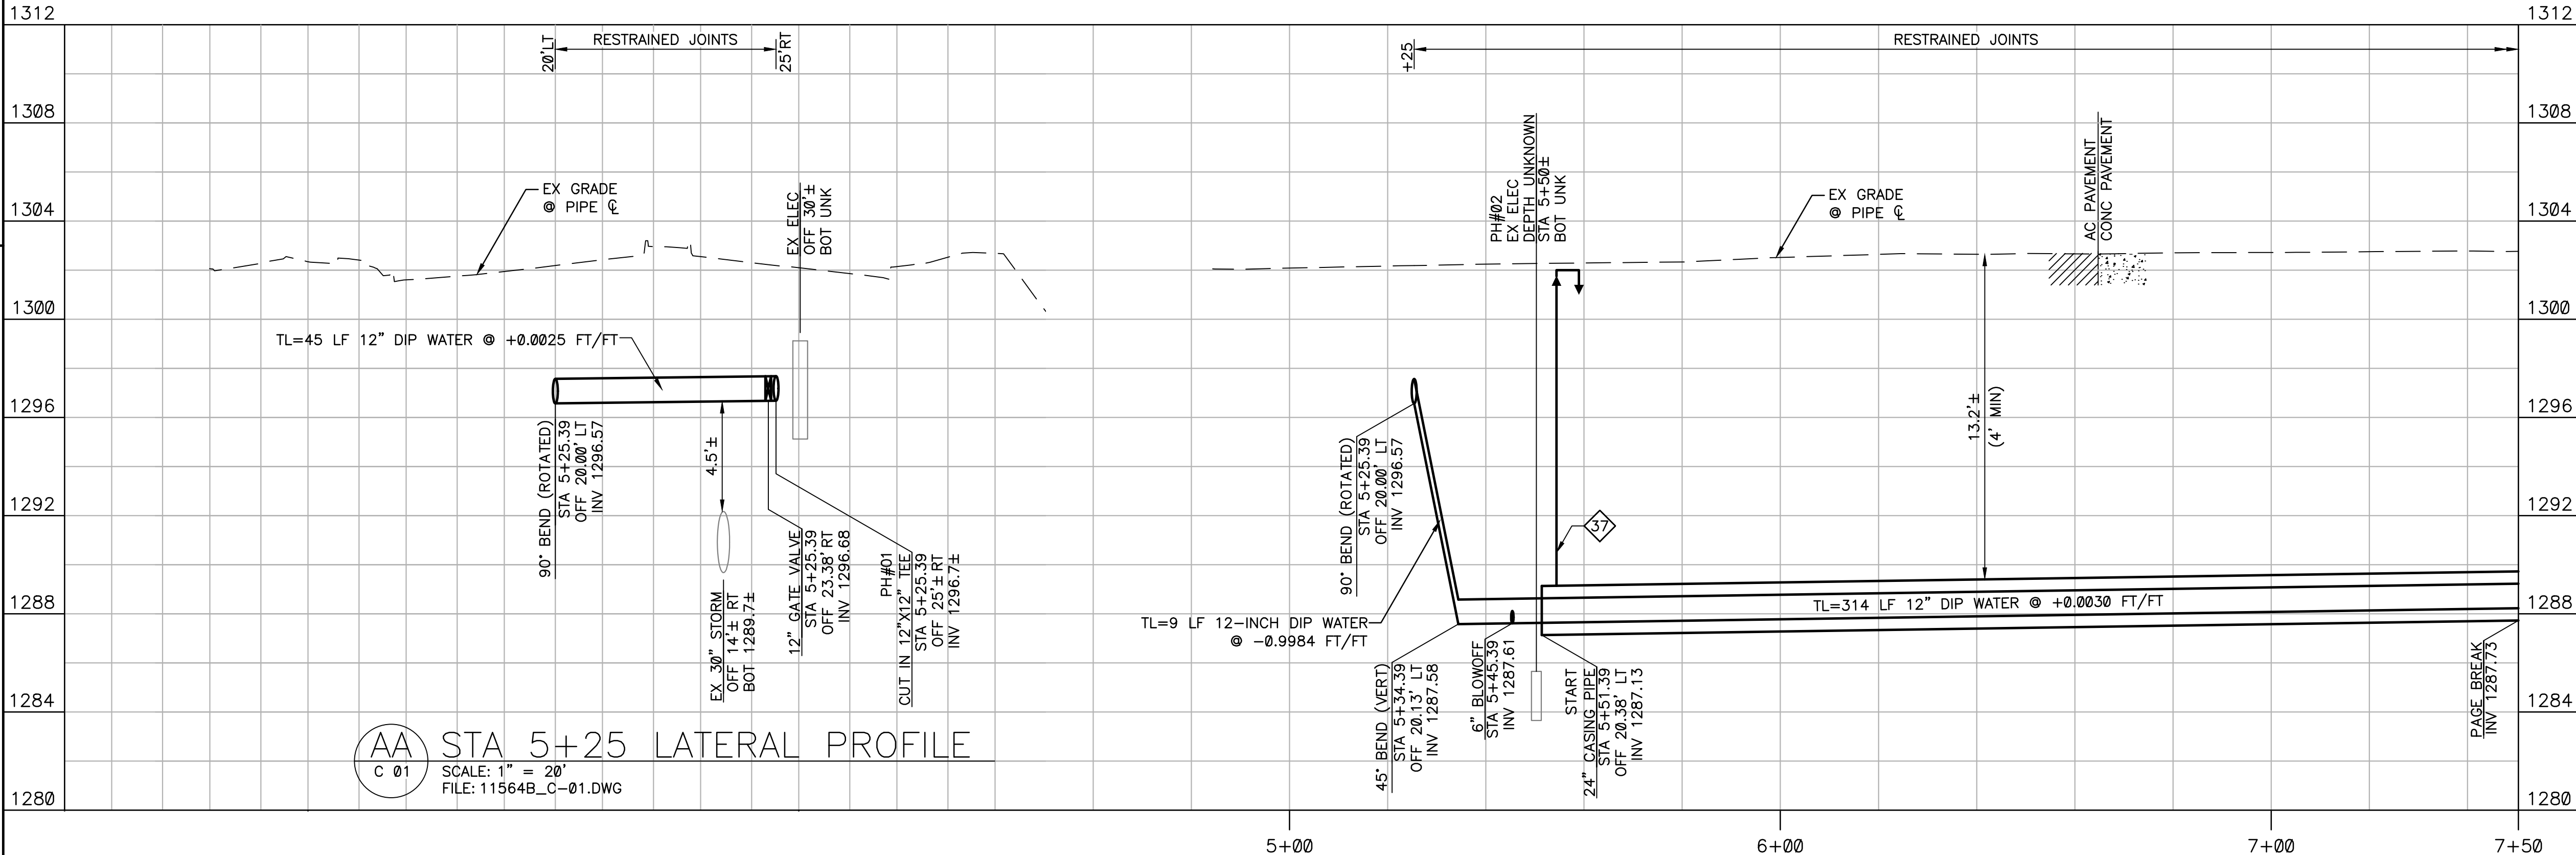 1312
1308
1304
1300
1296
1292
1288
1284
1280
20'LT
RESTRAINED JOINTS
25'RT
EX GRADE
@ PIPE ℄
EX ELEC
OFF 30'±
BOT UNK
TL=45 LF 12" DIP WATER @ +0.0025 FT/FT
90° BEND (ROTATED)
STA 5+25.39
OFF 20.00' LT
INV 1296.57
4.5'±
EX 30" STORM
OFF 14'± RT
BOT 1289.7±
12" GATE VALVE
STA 5+25.39
OFF 23.38' RT
INV 1296.68
PH#01
CUT IN 12"X12" TEE
STA 5+25.39
OFF 25'± RT
INV 1296.7±
AA
C 01
STA 5+25 LATERAL PROFILE
SCALE: 1" = 20'
FILE: 11564B_C-01.DWG
+25
RESTRAINED JOINTS
PH#02
EX ELEC
DEPTH UNKNOWN
STA 5+50±
BOT UNK
EX GRADE
@ PIPE ℄
AC PAVEMENT
CONC PAVEMENT
13.2'±
(4' MIN)
90° BEND (ROTATED)
STA 5+25.39
OFF 20.00' LT
INV 1296.57
37
TL=9 LF 12-INCH DIP WATER
@ -0.9984 FT/FT
TL=314 LF 12" DIP WATER @ +0.0030 FT/FT
45° BEND (VERT)
STA 5+34.39
OFF 20.13' LT
INV 1287.58
6" BLOWOFF
STA 5+45.39
INV 1287.61
START
24" CASING PIPE
STA 5+51.39
OFF 20.38' LT
INV 1287.13
PAGE BREAK
INV 1287.73
1312
1308
1304
1300
1296
1292
1288
1284
1280
5+00
6+00
7+00
7+50